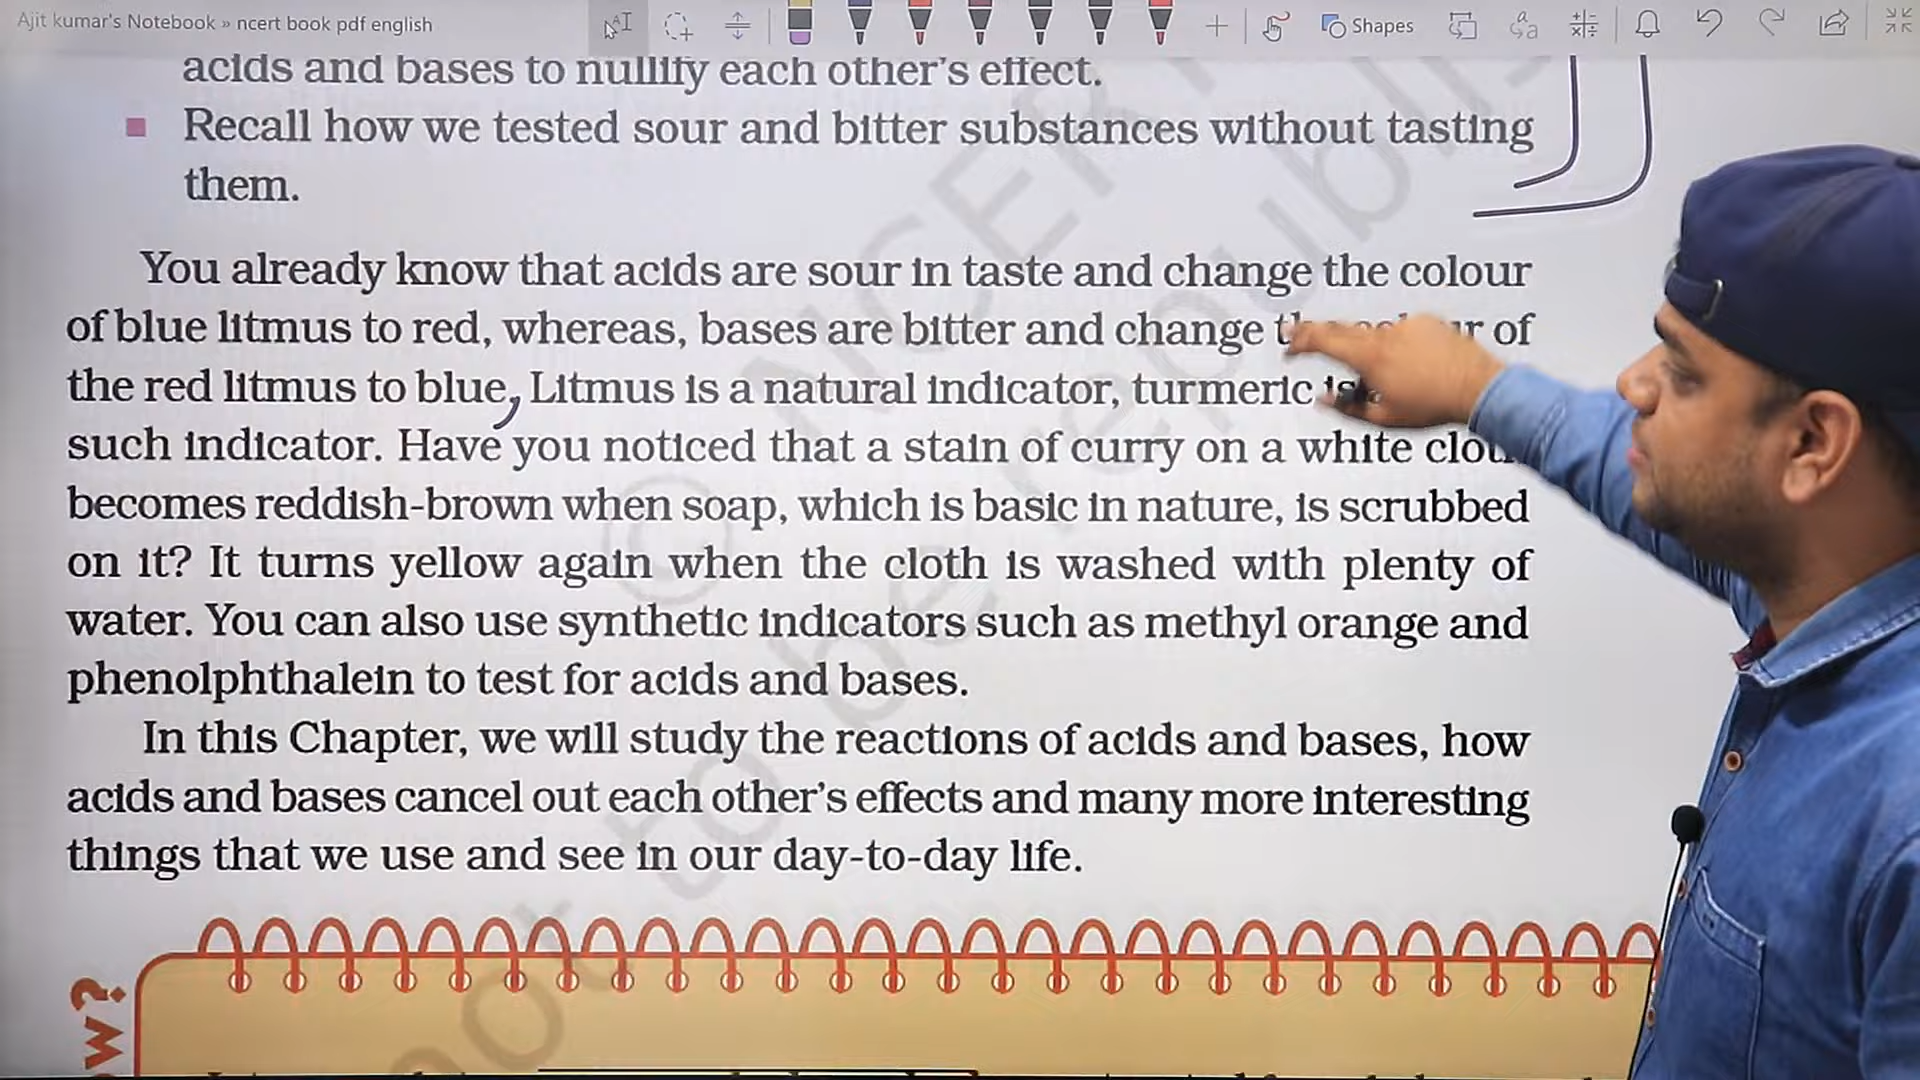 Ajit kumar's Notebook » ncert book pdf english
Shapes
acids and bases to nullify each other's effect.
Recall how we tested sour and bitter substances without tasting
them.
You already know that acids are sour in taste and change the colour
of blue litmus to red, whereas, bases are bitter and change of
the red litmus to blue, Litmus is a natural indicator, turmeric is
such indicator. Have you noticed that a stain of curry on a white
becomes reddish-brown when soap, which is basic in nature, is scrubbed
on it? It turns yellow again when the cloth is washed with plenty of
water. You can also use synthetic indicators such as methyl orange and
phenolphthalein to test for acids and bases.
In this Chapter, we will study the reactions of acids and bases, how
acids and bases cancel out each other's effects and many more interesting
things that we use and see in our day-to-day life.
© NCERT
not to be republis